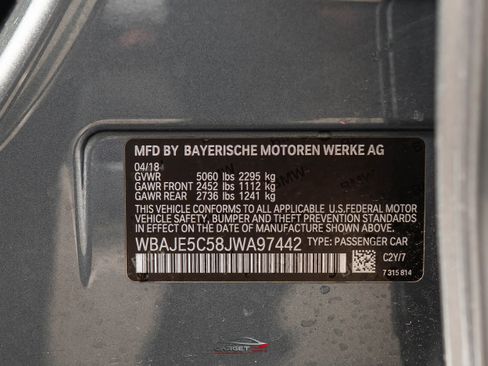 MFD BY BAYERISCHE MOTOREN WERKE AG
04/18
GVWR 5060 lbs 2295 kg
GAWR FRONT 2452 lbs 1112 kg
GAWR REAR 2736 lbs 1241 kg
THIS VEHICLE CONFORMS TO ALL APPLICABLE U.S.FEDERAL MOTOR
VEHICLE SAFETY, BUMPER AND THEFT PREVENTION STANDARDS
IN EFFECT ON THE DATE OF MANUFACTURE SHOWN ABOVE.
WBAJE5C58JWA97442 TYPE: PASSENGER CAR
C2Y/7
7 315 814
CARGET